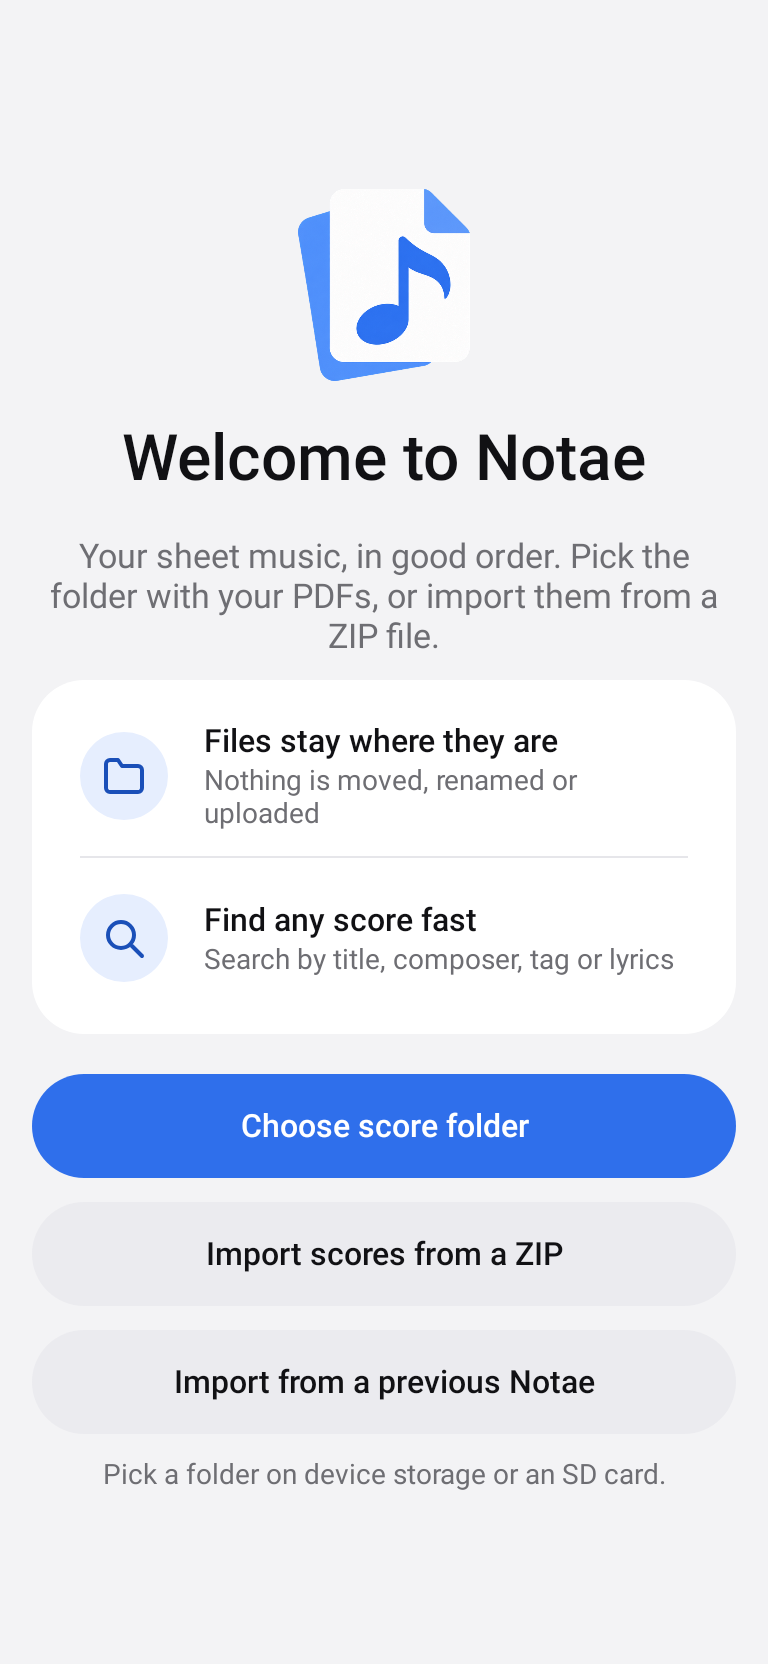 Welcome to Notae
Your sheet music, in good order. Pick the
folder with your PDFs, or import them from a
ZIP file.
Files stay where they are
Nothing is moved, renamed or
uploaded
Find any score fast
Search by title, composer, tag or lyrics
Choose score folder
Import scores from a ZIP
Import from a previous Notae
Pick a folder on device storage or an SD card.